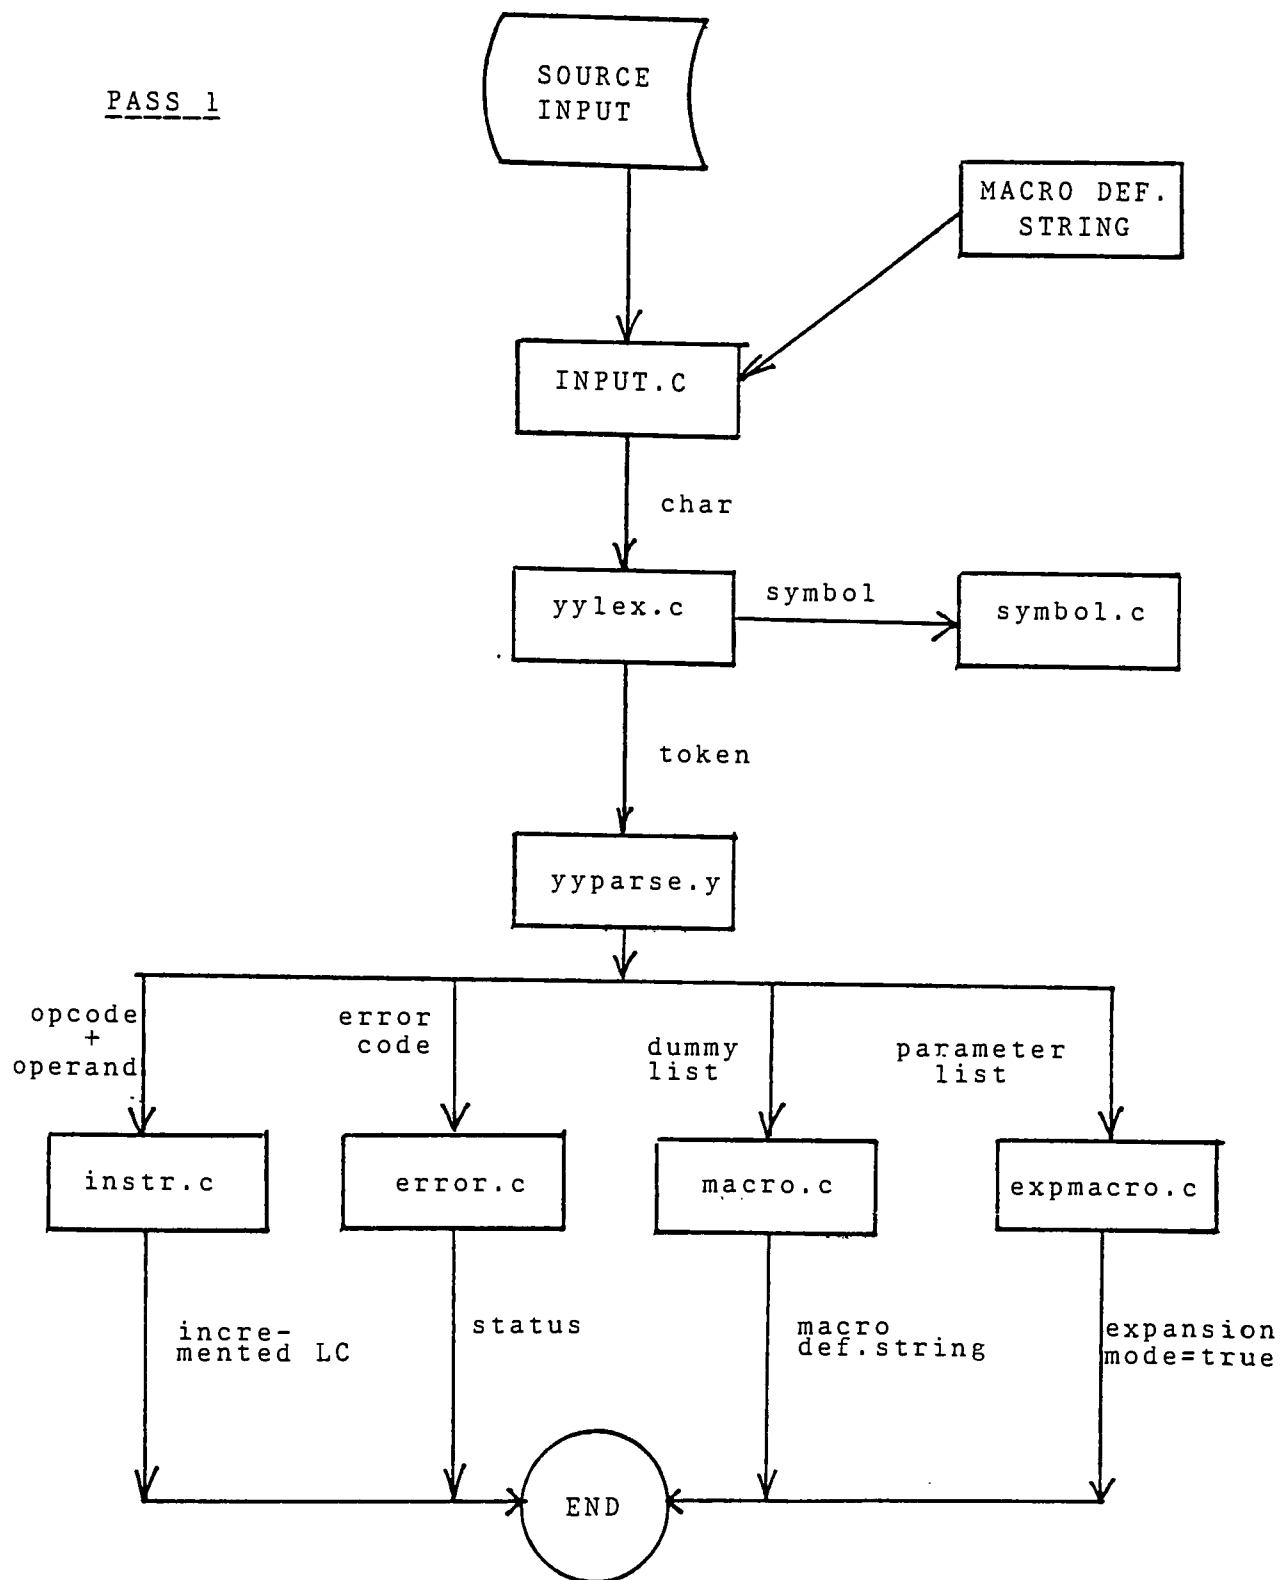 PASS 1
SOURCE
INPUT
MACRO DEF.
STRING
INPUT.C
char
yylex.c
symbol
symbol.c
token
yyparse.y
opcode
+
operand
error
code
dummy
list
parameter
list
instr.c
error.c
macro.c
expmacro.c
incre-
mented LC
status
macro
def.string
expansion
mode=true
END